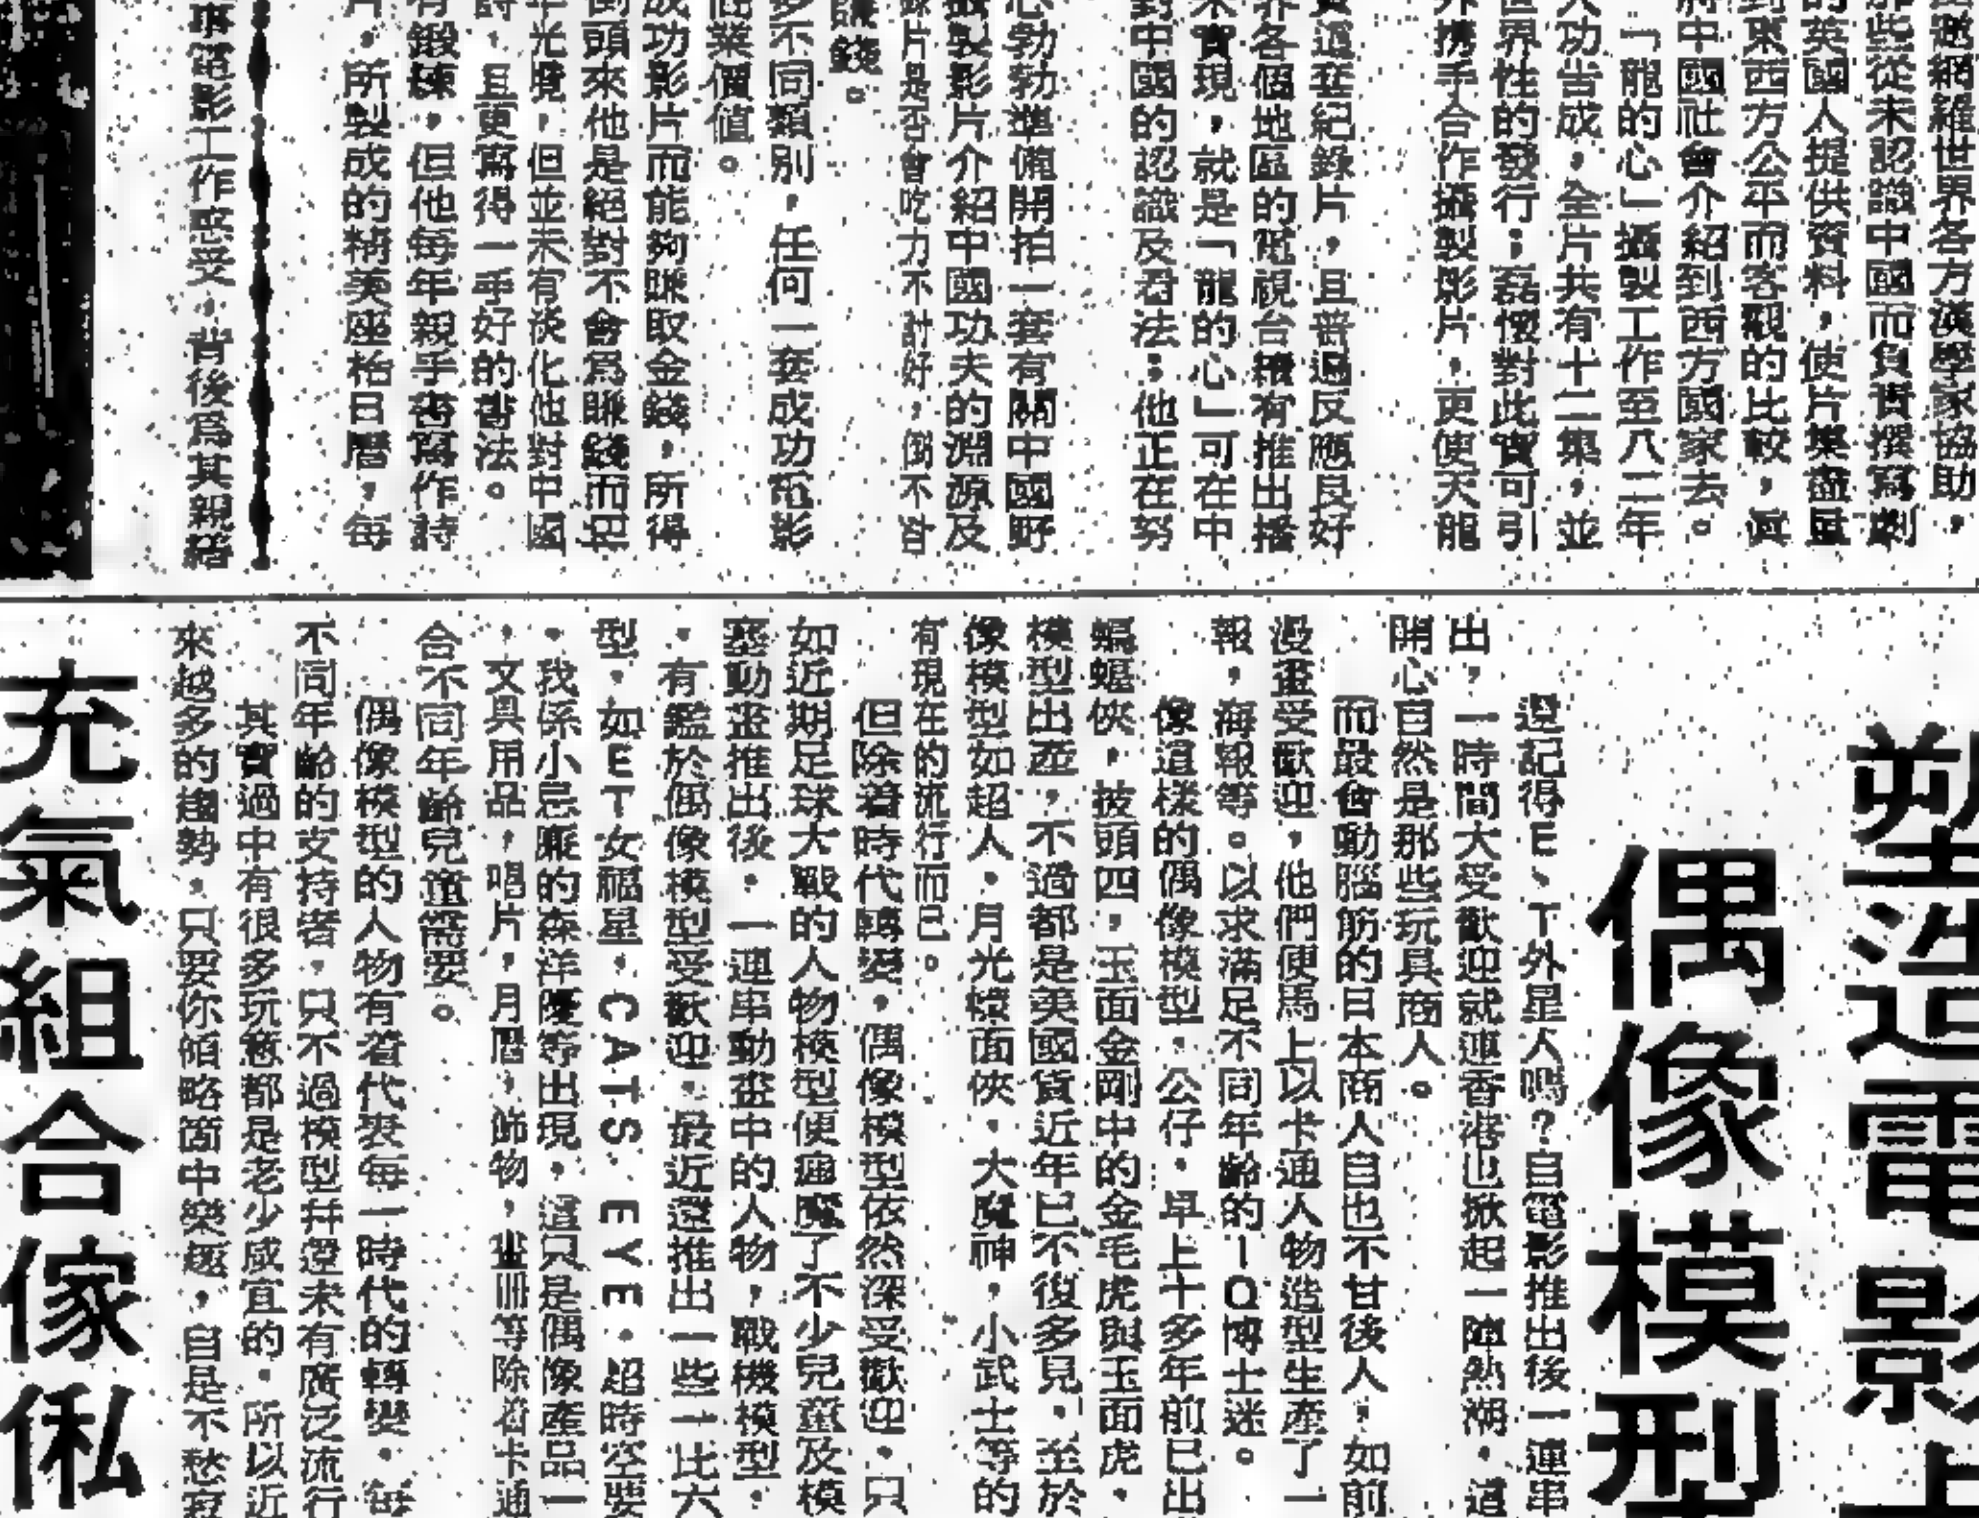 網羅世界各方漢學家協助，
那些從未認識中國而負責撰寫劇
的英國人提供資料，使片集盡量
對東西方公平而客觀的比較，眞
將中國社會介紹到西方國家去。
「龍的心」攝製工作至八二年
大功告成，全片共有十二集，並
世界性的發行；磊懷對此實可引
界携手合作攝製影片，更使天龍
紀錄片，且普遍反應良好
界各個地區的電視台續有推出播
未實現，就是「龍的心」可在中
對中國的認識及看法；他正在努
心勃勃準備開拍一套有關中國野
攝製影片介紹中國功夫的淵源及
錄片是否會吃力不討好，倒不
講錢。
多不同類別，任何一套成功電影
任業價值。
成功影片而能夠賺取金錢，所得
到頭來他是絕對不會爲賺錢而
年光境，但並未有淡化他對中國
詩，且更寫得一手好的書法。
有鍛鍊，但他每年親手書寫作詩
片，所製成的精美座枱日曆，每
事電影工作感受，背後爲其親
塑造電影
偶像模型
還記得E、T外星人嗎？自電影推出後一連串
出，一時間大受歡迎就連香港也掀起一陣熱潮，這
開心自然是那些玩具商人。
而最會動腦筋的日本商人自也不甘後人，如前
漫畫受歡迎，他們便馬上以卡通人物造型生產了一
報，海報等。以求滿足不同年齡的IQ博士迷。
像這樣的偶像模型，公仔，早上十多年前已出
蝙蝠俠，披頭四，玉面金剛中的金毛虎與玉面虎，
模型出產，不過都是美國貨近年已不復多見，至於
像模型如超人，月光幪面俠，大魔神，小武士等的
有現在的流行而已。
但除着時代轉變，偶像模型依然深受歡迎，只
如近期足球大戰的人物模型便瘋魔了不少兒童及模
塞動畫推出後，一連串動畫中的人物，戰機模型，
，有鑑於偶像模型受歡迎，最近還推出一些十比六
型，如ET女福星，CATS EYE，超時空要
，我係小忌廉的森洋優等出現，這只是偶像產品一
，文具用品，唱片，月曆，飾物，畫冊等除着卡通
合不同年齡兒童需要。
偶像模型的人物有着代表每一時代的轉變，每
不同年齡的支持者，只不過模型幷還未有廣泛流行
其實過中有很多玩意都是老少咸宜的，所以近
來越多的趨勢，只要你領略箇中樂趣，自是不愁寂
充氣組合傢俬